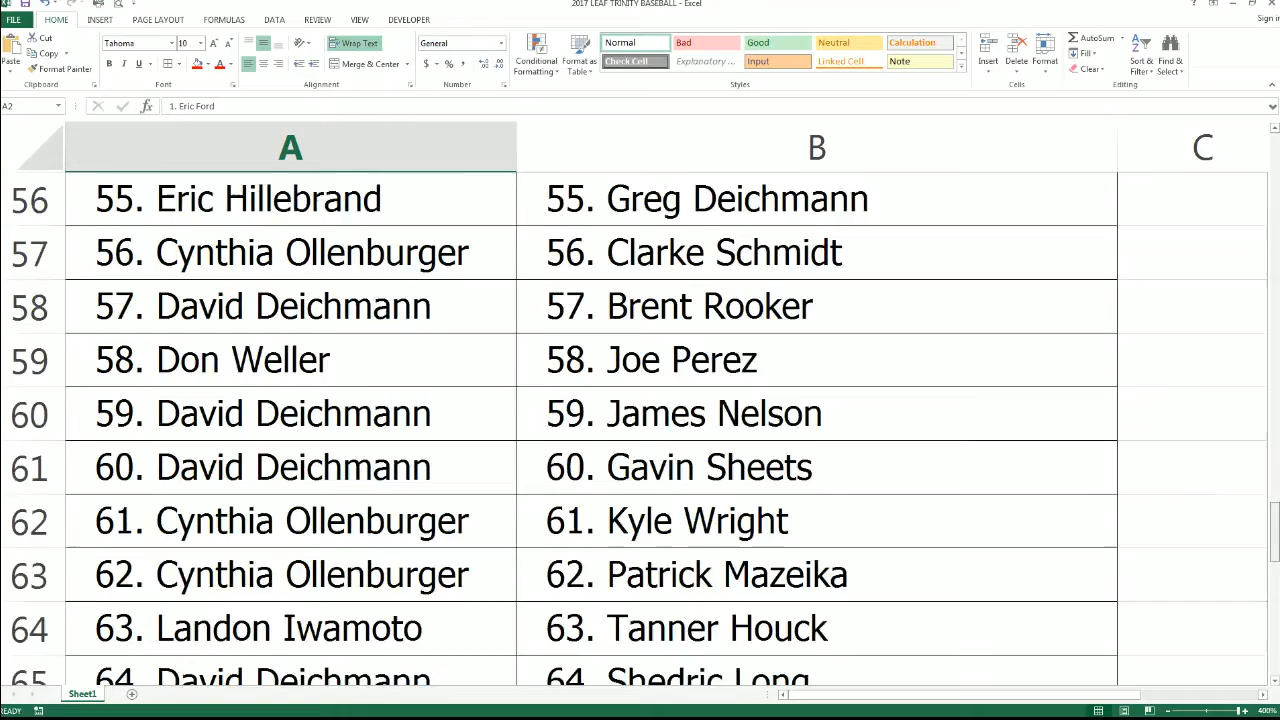 2017 LEAF TRINITY BASEBALL - Excel
Sign in
FILE HOME INSERT PAGE LAYOUT FORMULAS DATA REVIEW VIEW DEVELOPER
Paste
Cut
Copy
Format Painter
Clipboard
Tahoma 10
B I U
Font
Wrap Text
Merge & Center
Alignment
General
$ % ,
Number
Conditional Formatting
Format as Table
Normal Bad Good Neutral Calculation
Check Cell Explanatory ... Input Linked Cell Note
Styles
Insert Delete Format
Cells
AutoSum
Fill
Clear
Sort & Filter
Find & Select
Editing
A2 fx 1. Eric Ford
A B C
56 55. Eric Hillebrand 55. Greg Deichmann
57 56. Cynthia Ollenburger 56. Clarke Schmidt
58 57. David Deichmann 57. Brent Rooker
59 58. Don Weller 58. Joe Perez
60 59. David Deichmann 59. James Nelson
61 60. David Deichmann 60. Gavin Sheets
62 61. Cynthia Ollenburger 61. Kyle Wright
63 62. Cynthia Ollenburger 62. Patrick Mazeika
64 63. Landon Iwamoto 63. Tanner Houck
65 64. David Deichmann 64. Shedric Long
Sheet1
READY 400%